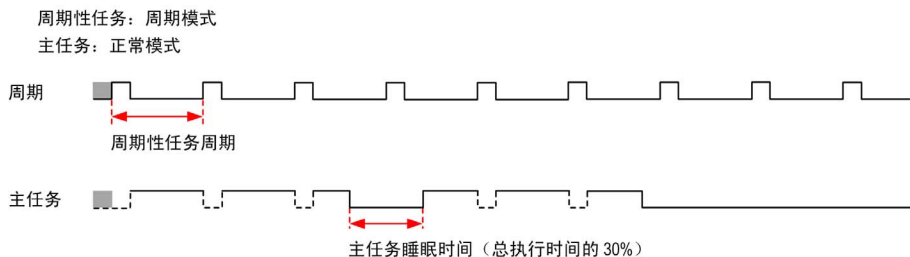 周期性任务：周期模式
主任务：正常模式
周期
周期性任务周期
主任务
主任务睡眠时间（总执行时间的 30%）